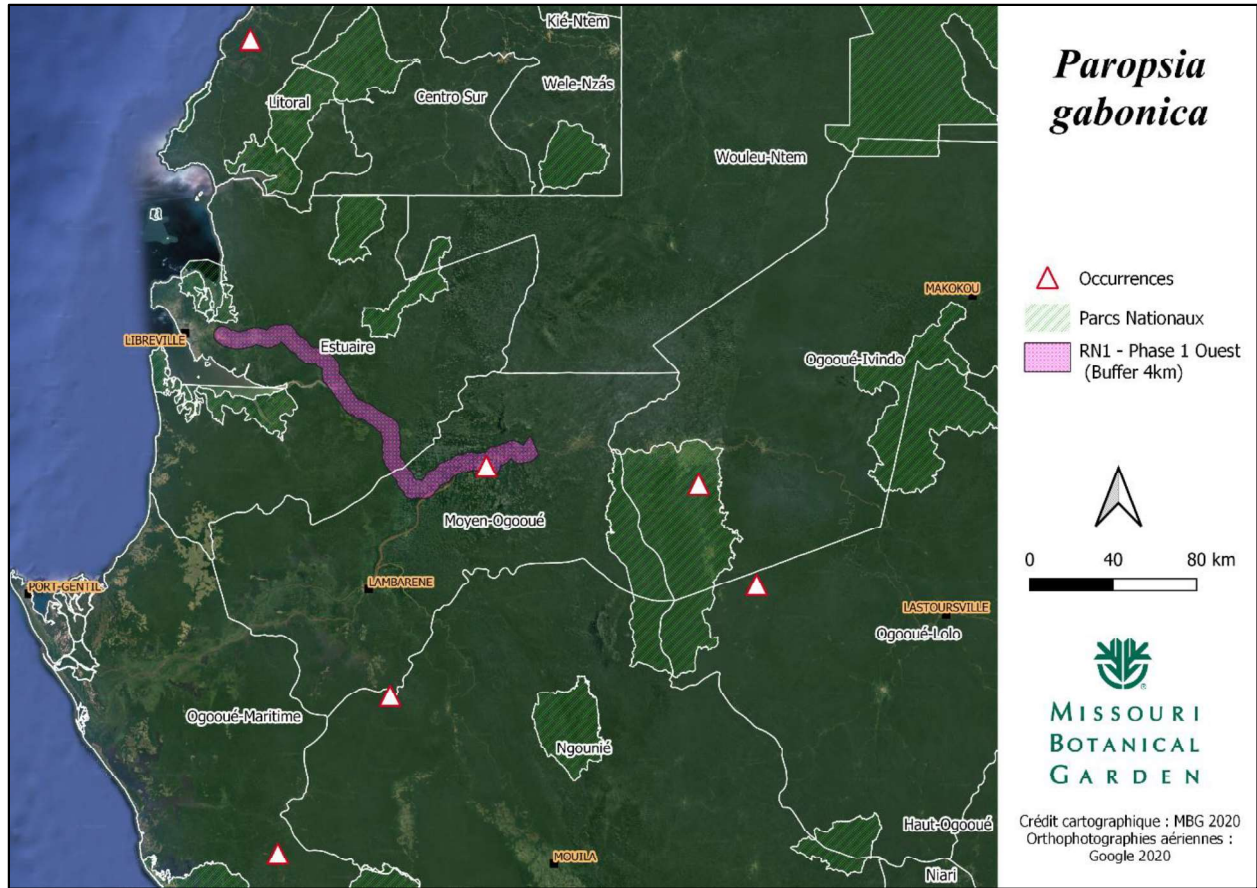 Kié-Ntem
Litoral
Centro Sur
Wele-Nzás
Wouleu-Ntem
MAKOKOU
LIBREVILLE
Estuaire
Ogooué-Ivindo
Moyen-Ogooué
PORT-GENTIL
LAMBARENE
LASTOURSVILLE
Ogooué-Lolo
Ogooué-Maritime
Ngounié
Haut-Ogooué
MOUILA
Niari
Paropsia
gabonica
Occurrences
Parcs Nationaux
RN1 - Phase 1 Ouest
(Buffer 4km)
0 40 80 km
MISSOURI
BOTANICAL
GARDEN
Crédit cartographique : MBG 2020
Orthophotographies aériennes :
Google 2020